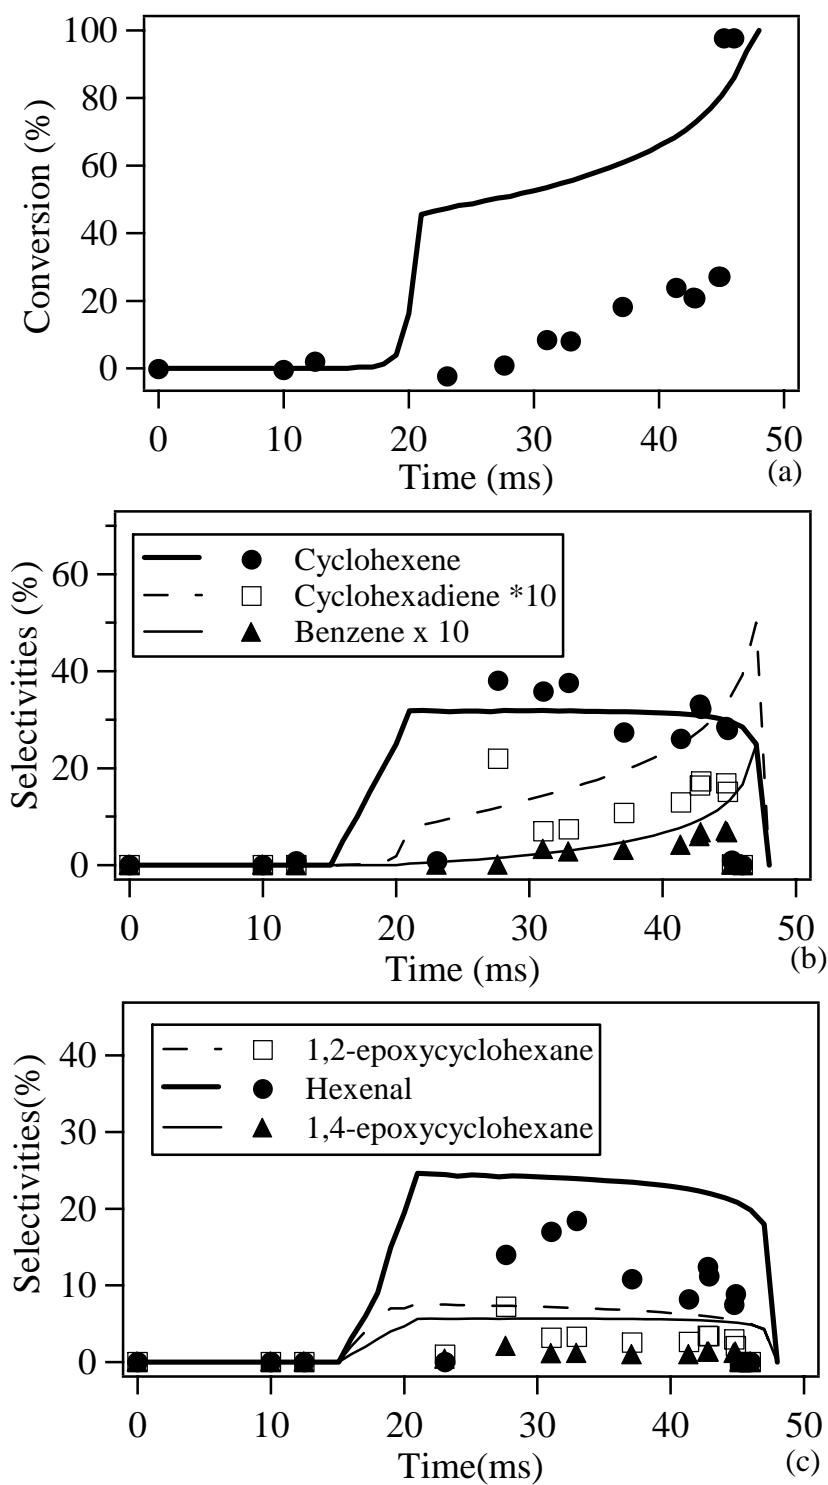 100
80
60
40
20
0
Conversion (%)
0 10 20 30 40 50
Time (ms)
(a)
Cyclohexene
Cyclohexadiene *10
Benzene x 10
60
40
20
0
Selectivities (%)
0 10 20 30 40 50
Time (ms)
(b)
1,2-epoxycyclohexane
Hexenal
1,4-epoxycyclohexane
40
30
20
10
0
Selectivities(%)
0 10 20 30 40 50
Time(ms)
(c)